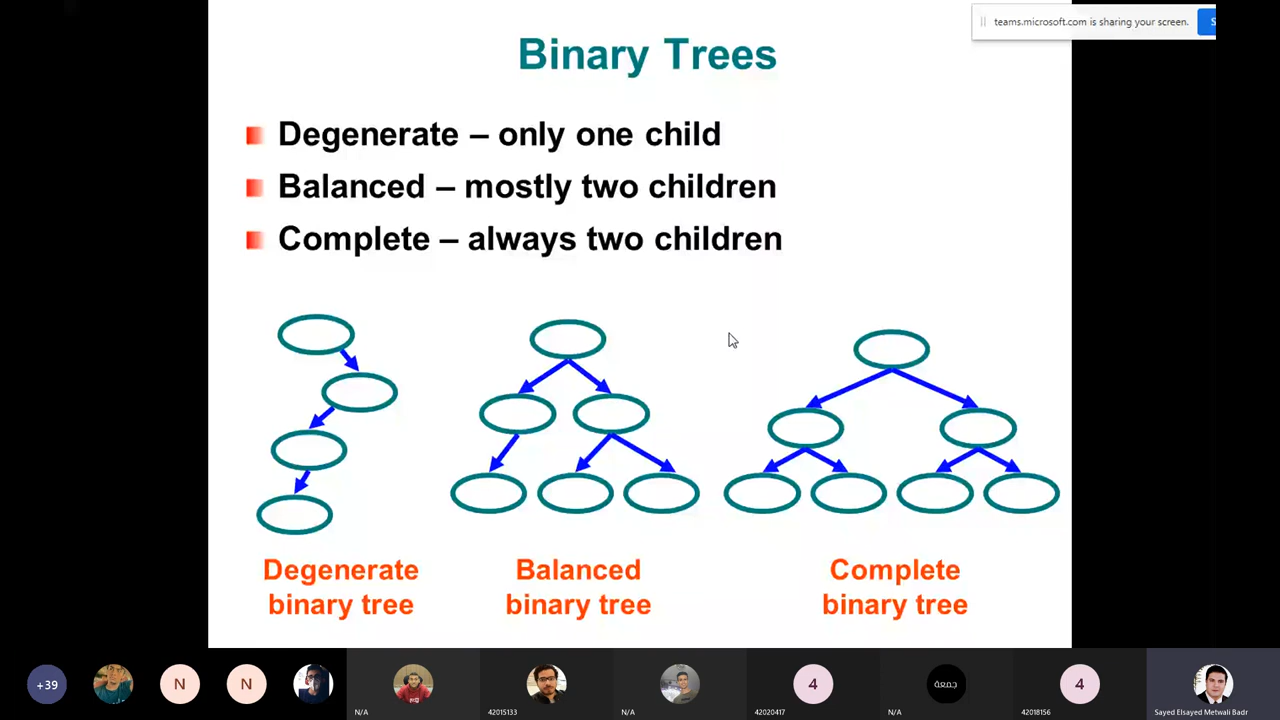 teams.microsoft.com is sharing your screen.
S
Binary Trees
Degenerate – only one child
Balanced – mostly two children
Complete – always two children
Degenerate
binary tree
Balanced
binary tree
Complete
binary tree
+39
N
N
4
جمعة
4
N/A
42015133
N/A
42020417
N/A
42018156
Sayed Elsayed Metwali Badr